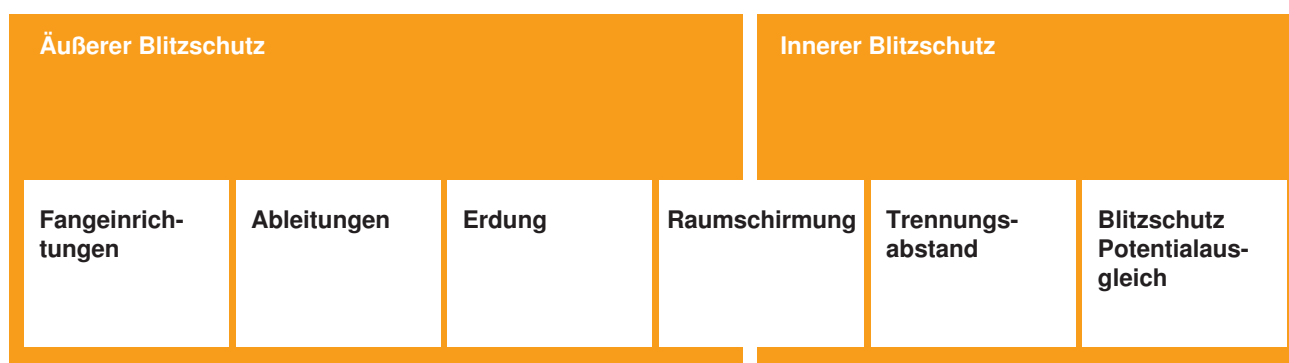 Äußerer Blitzschutz
Innerer Blitzschutz
Fangeinrich-
tungen
Ableitungen
Erdung
Raumschirmung
Trennungs-
abstand
Blitzschutz
Potentialaus-
gleich